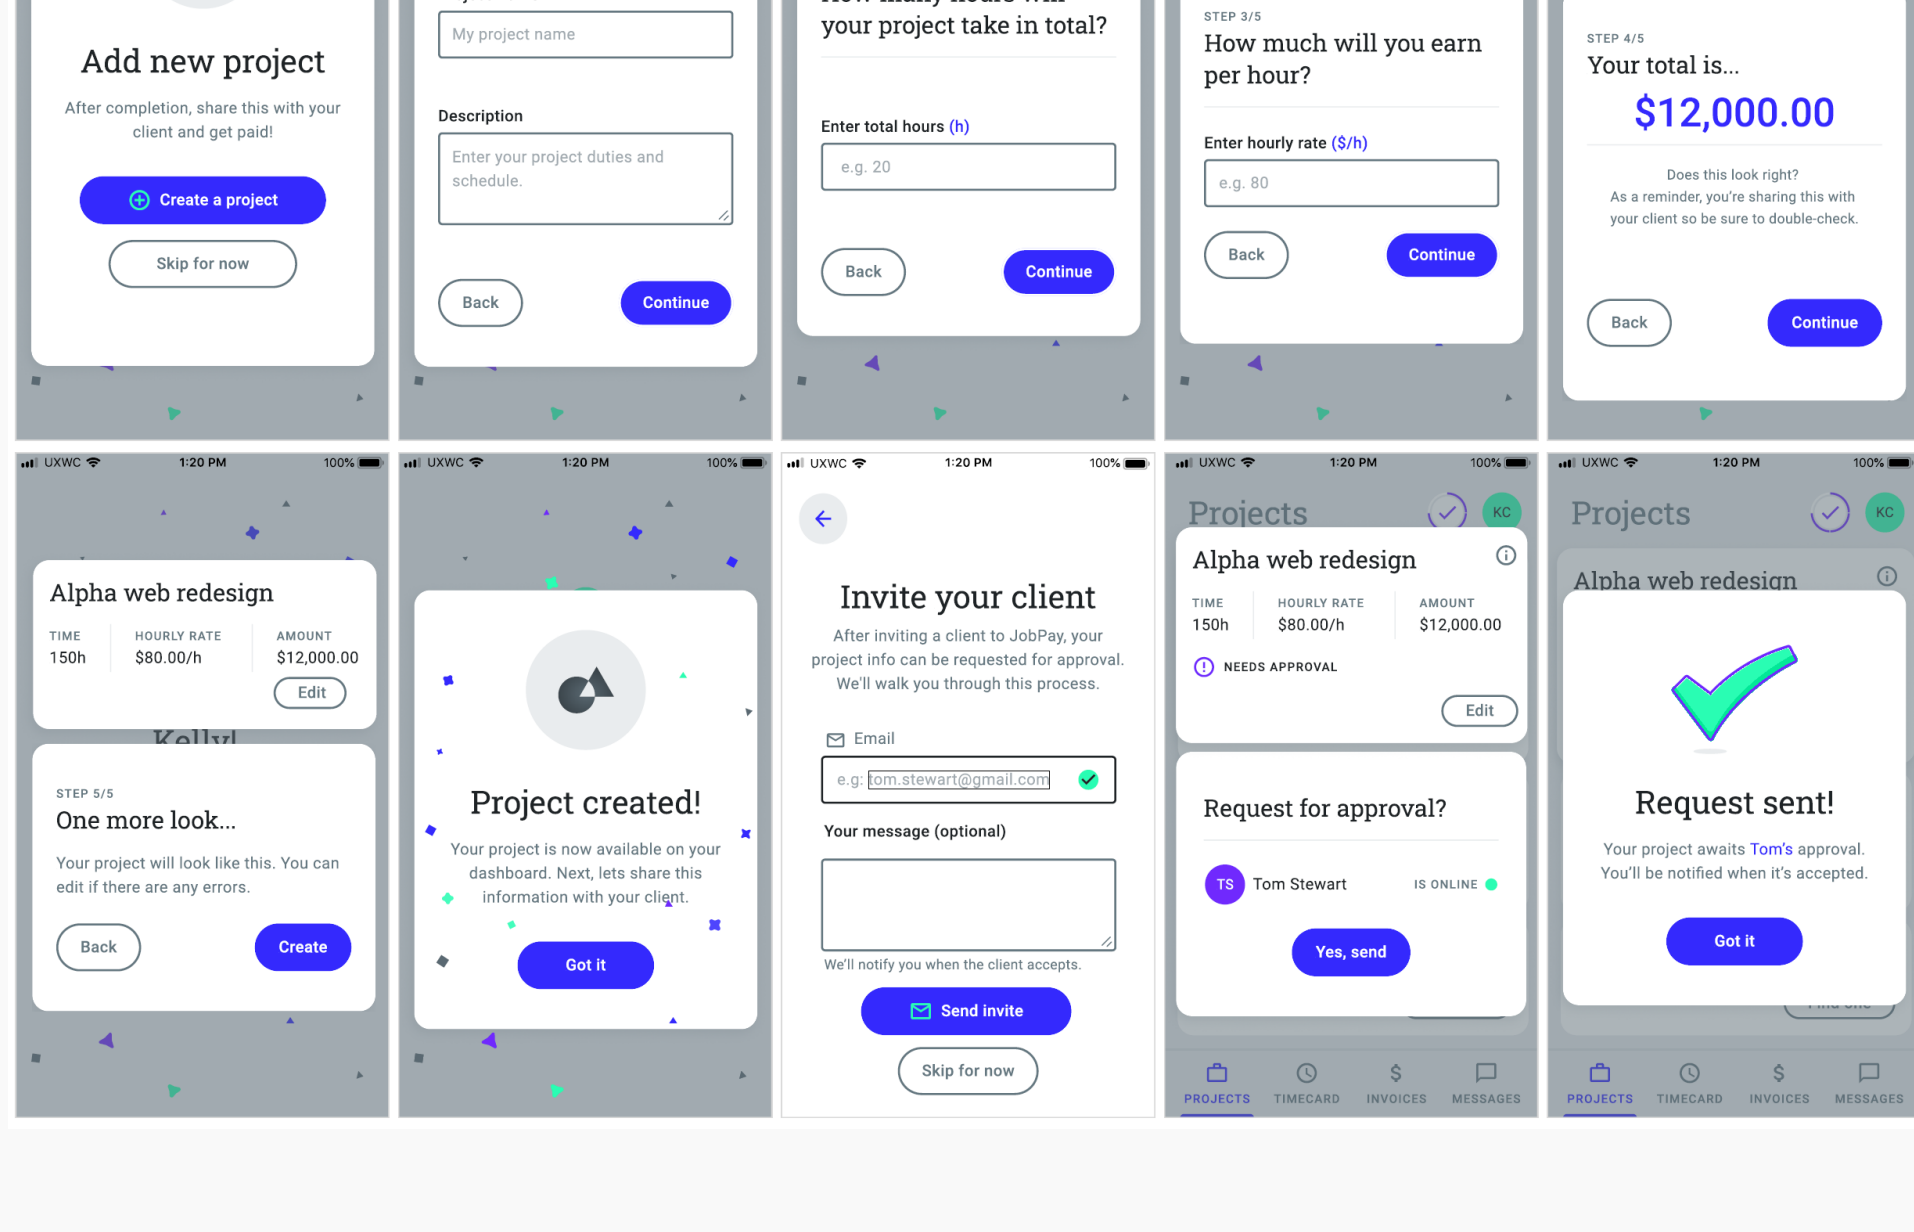 Add new project
After completion, share this with your
client and get paid!
Create a project
Skip for now
My project name
Description
Enter your project duties and
schedule.
Back
Continue
your project take in total?
Enter total hours (h)
e.g. 20
Back
Continue
STEP 3/5
How much will you earn
per hour?
Enter hourly rate ($/h)
e.g. 80
Back
Continue
STEP 4/5
Your total is...
$12,000.00
Does this look right?
As a reminder, you’re sharing this with
your client so be sure to double-check.
Back
Continue
UXWC
1:20 PM
100%
Alpha web redesign
TIME
HOURLY RATE
AMOUNT
150h
$80.00/h
$12,000.00
Edit
Kelly!
STEP 5/5
One more look...
Your project will look like this. You can
edit if there are any errors.
Back
Create
UXWC
1:20 PM
100%
Project created!
Your project is now available on your
dashboard. Next, lets share this
information with your client.
Got it
UXWC
1:20 PM
100%
Invite your client
After inviting a client to JobPay, your
project info can be requested for approval.
We'll walk you through this process.
Email
e.g: tom.stewart@gmail.com
Your message (optional)
We’ll notify you when the client accepts.
Send invite
Skip for now
UXWC
1:20 PM
100%
Projects
KC
Alpha web redesign
TIME
HOURLY RATE
AMOUNT
150h
$80.00/h
$12,000.00
NEEDS APPROVAL
Edit
Request for approval?
TS
Tom Stewart
IS ONLINE
Yes, send
PROJECTS
TIMECARD
INVOICES
MESSAGES
UXWC
1:20 PM
100%
Projects
KC
Alpha web redesign
Request sent!
Your project awaits Tom’s approval.
You’ll be notified when it’s accepted.
Got it
PROJECTS
TIMECARD
INVOICES
MESSAGES